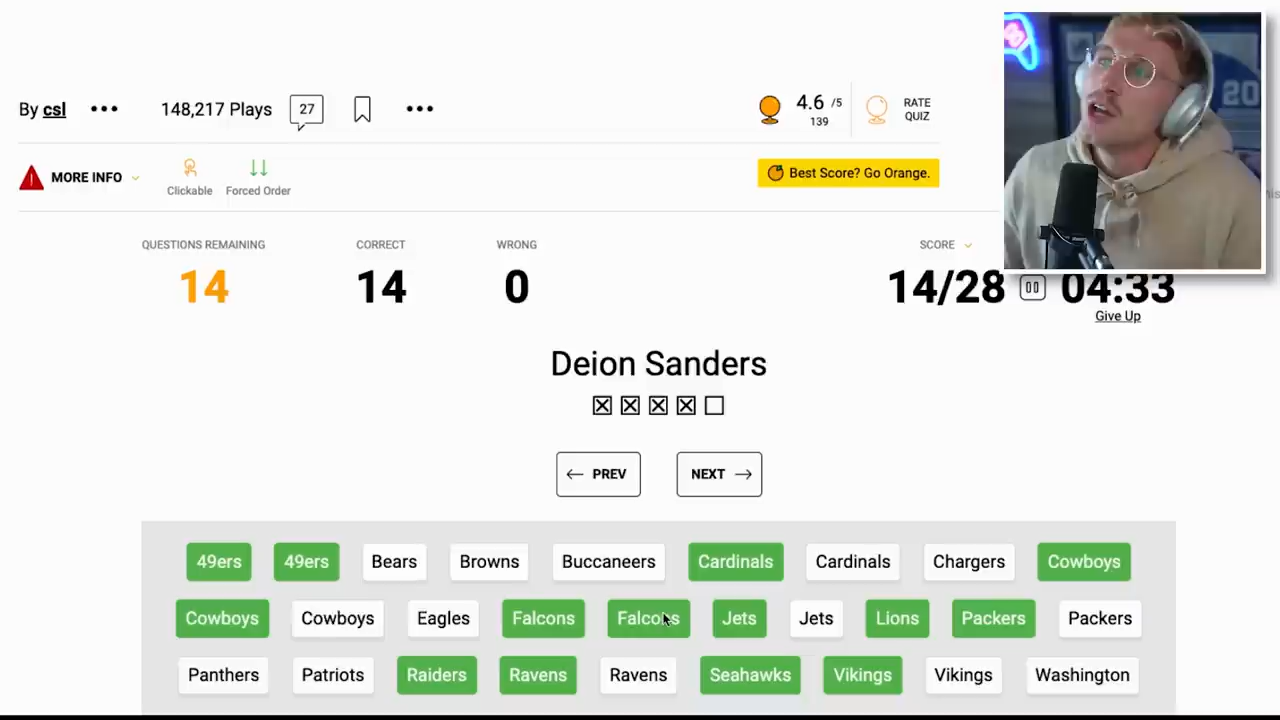 By csl ••• 148,217 Plays 27 •••
4.6 /5
139
RATE
QUIZ
MORE INFO
Clickable
Forced Order
Best Score? Go Orange.
QUESTIONS REMAINING CORRECT WRONG SCORE
14 14 0 14/28 04:33
Give Up
Deion Sanders
← PREV NEXT →
49ers 49ers Bears Browns Buccaneers Cardinals Cardinals Chargers Cowboys
Cowboys Cowboys Eagles Falcons Falcons Jets Jets Lions Packers Packers
Panthers Patriots Raiders Ravens Ravens Seahawks Vikings Vikings Washington
20